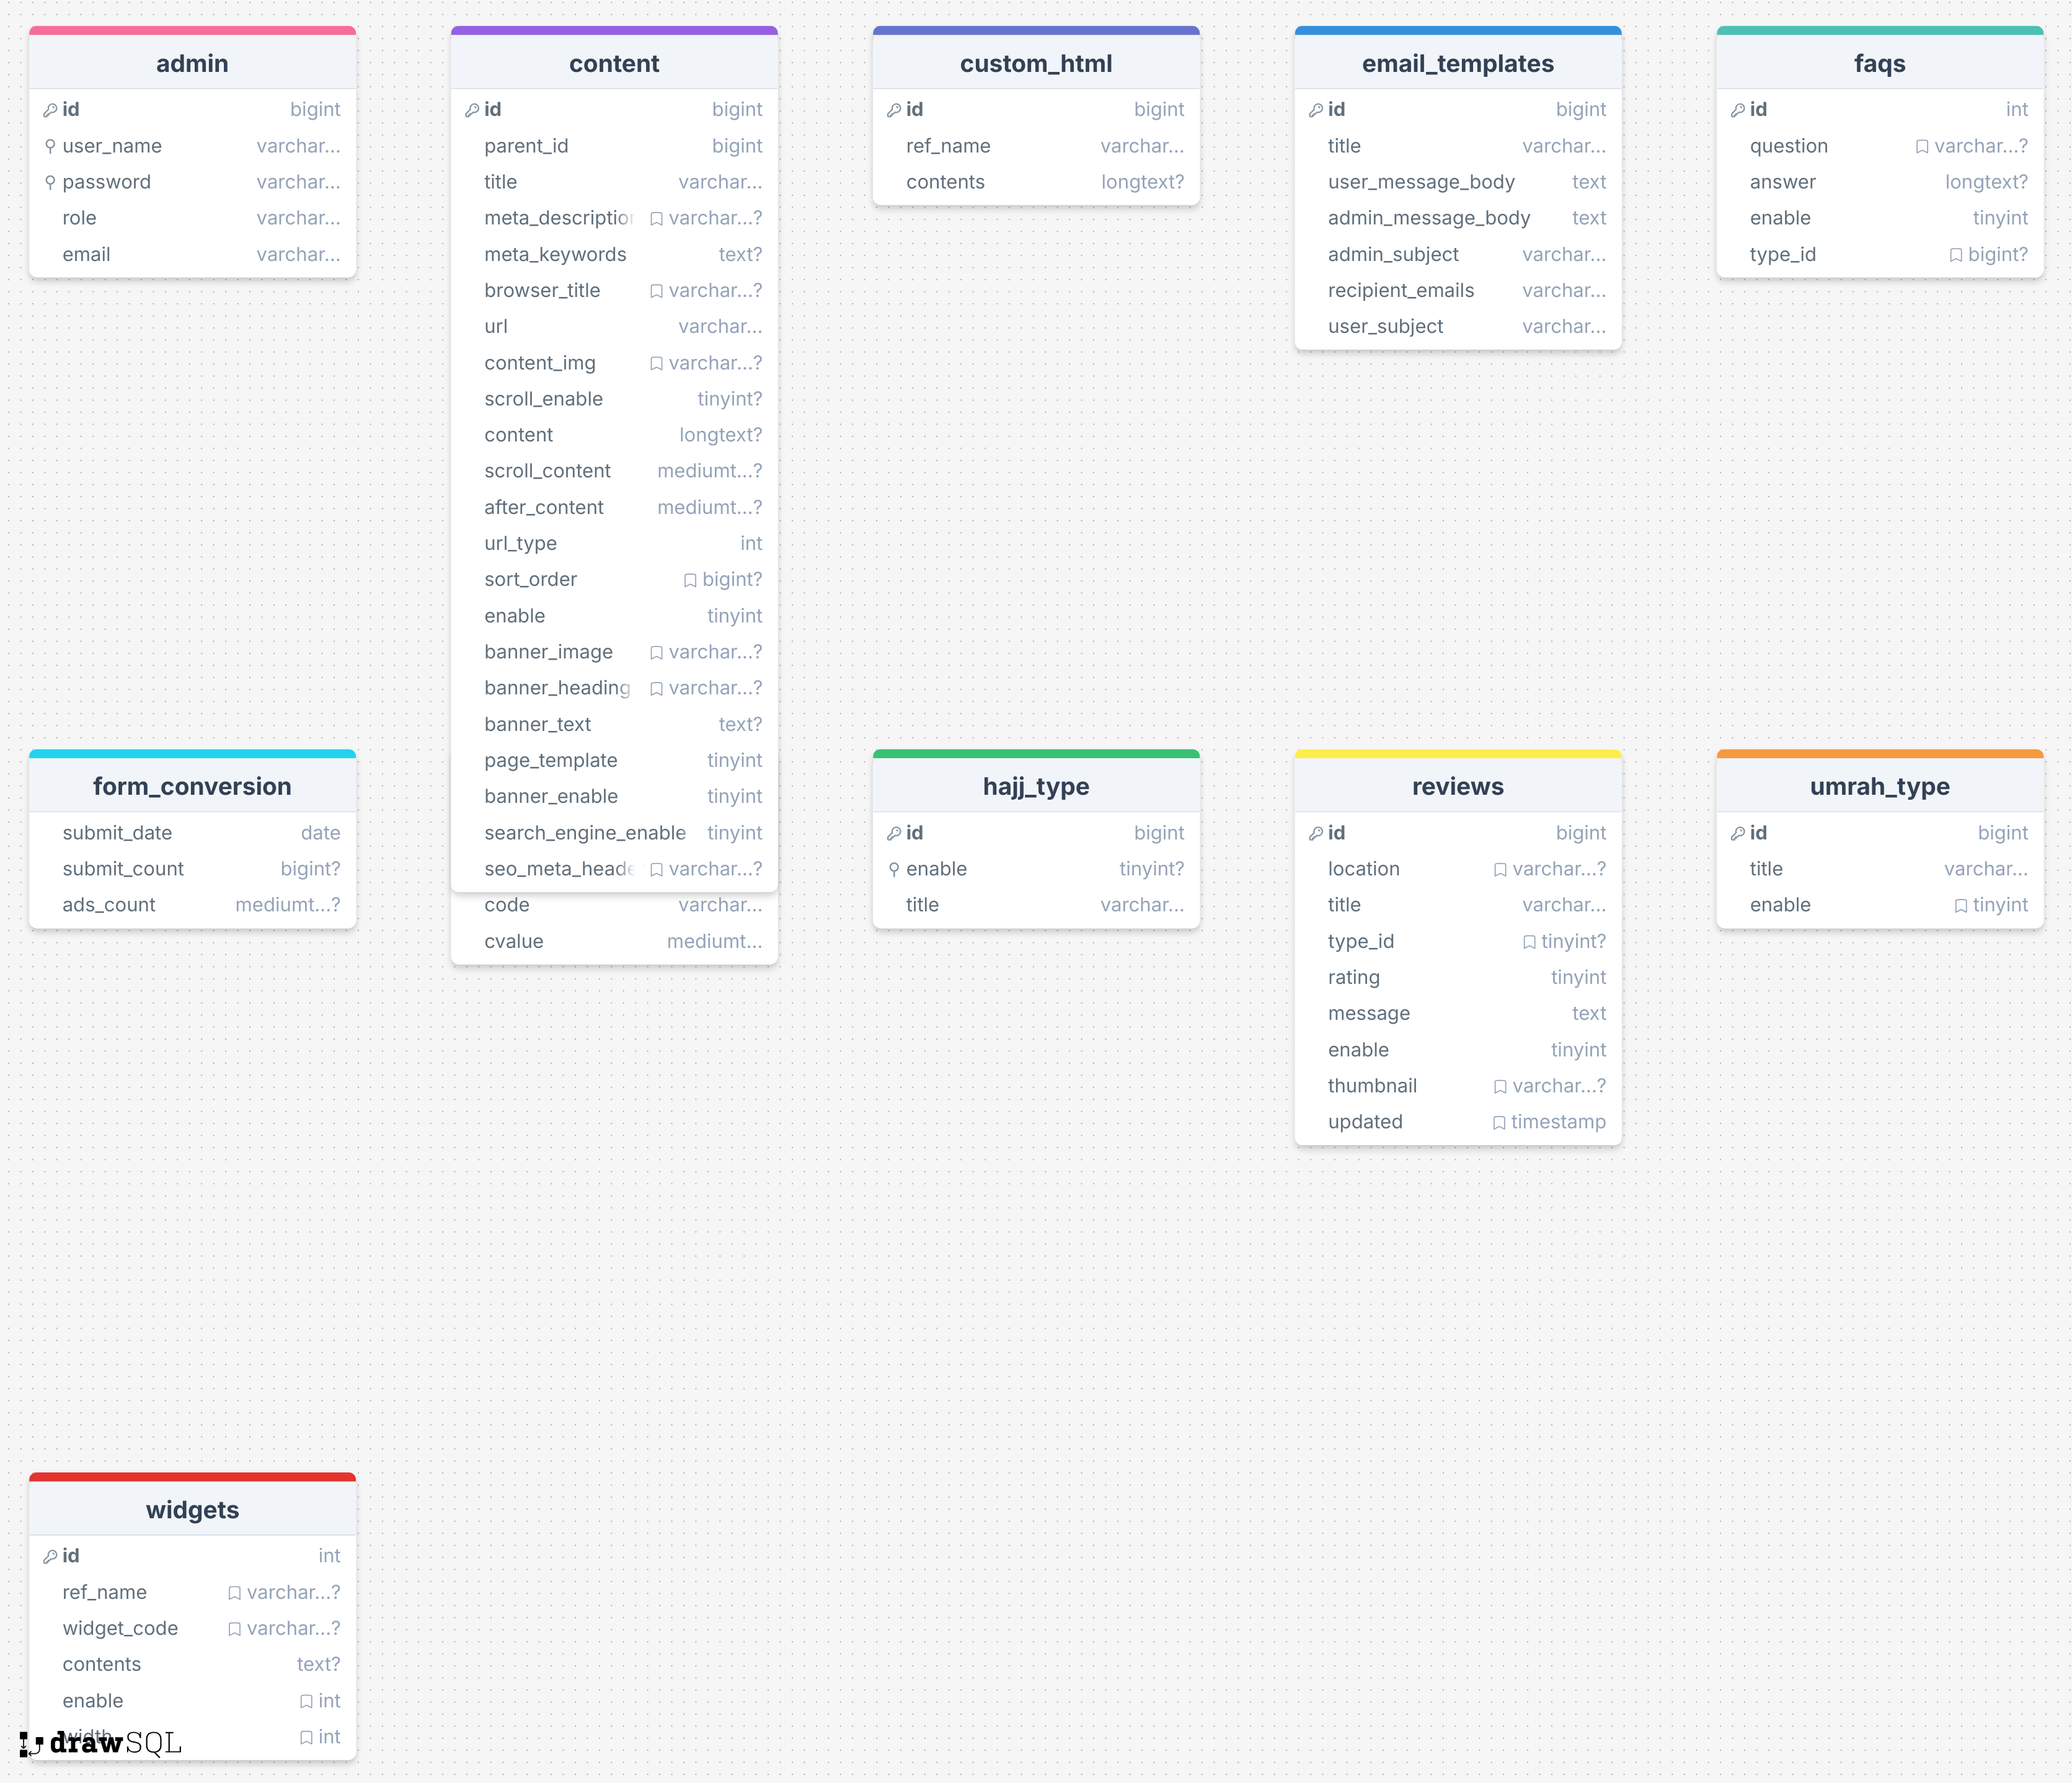 admin
id bigint
user_name varchar...
password varchar...
role varchar...
email varchar...
content
id bigint
parent_id bigint
title varchar...
meta_description varchar...?
meta_keywords text?
browser_title varchar...?
url varchar...
content_img varchar...?
scroll_enable tinyint?
content longtext?
scroll_content mediumt...?
after_content mediumt...?
url_type int
sort_order bigint?
enable tinyint
banner_image varchar...?
banner_heading varchar...?
banner_text text?
page_template tinyint
banner_enable tinyint
search_engine_enable tinyint
seo_meta_heade varchar...?
code varchar...
cvalue mediumt...
custom_html
id bigint
ref_name varchar...
contents longtext?
email_templates
id bigint
title varchar...
user_message_body text
admin_message_body text
admin_subject varchar...
recipient_emails varchar...
user_subject varchar...
faqs
id int
question varchar...?
answer longtext?
enable tinyint
type_id bigint?
form_conversion
submit_date date
submit_count bigint?
ads_count mediumt...?
hajj_type
id bigint
enable tinyint?
title varchar...
reviews
id bigint
location varchar...?
title varchar...
type_id tinyint?
rating tinyint
message text
enable tinyint
thumbnail varchar...?
updated timestamp
umrah_type
id bigint
title varchar...
enable tinyint
widgets
id int
ref_name varchar...?
widget_code varchar...?
contents text?
enable int
width int
drawSQL